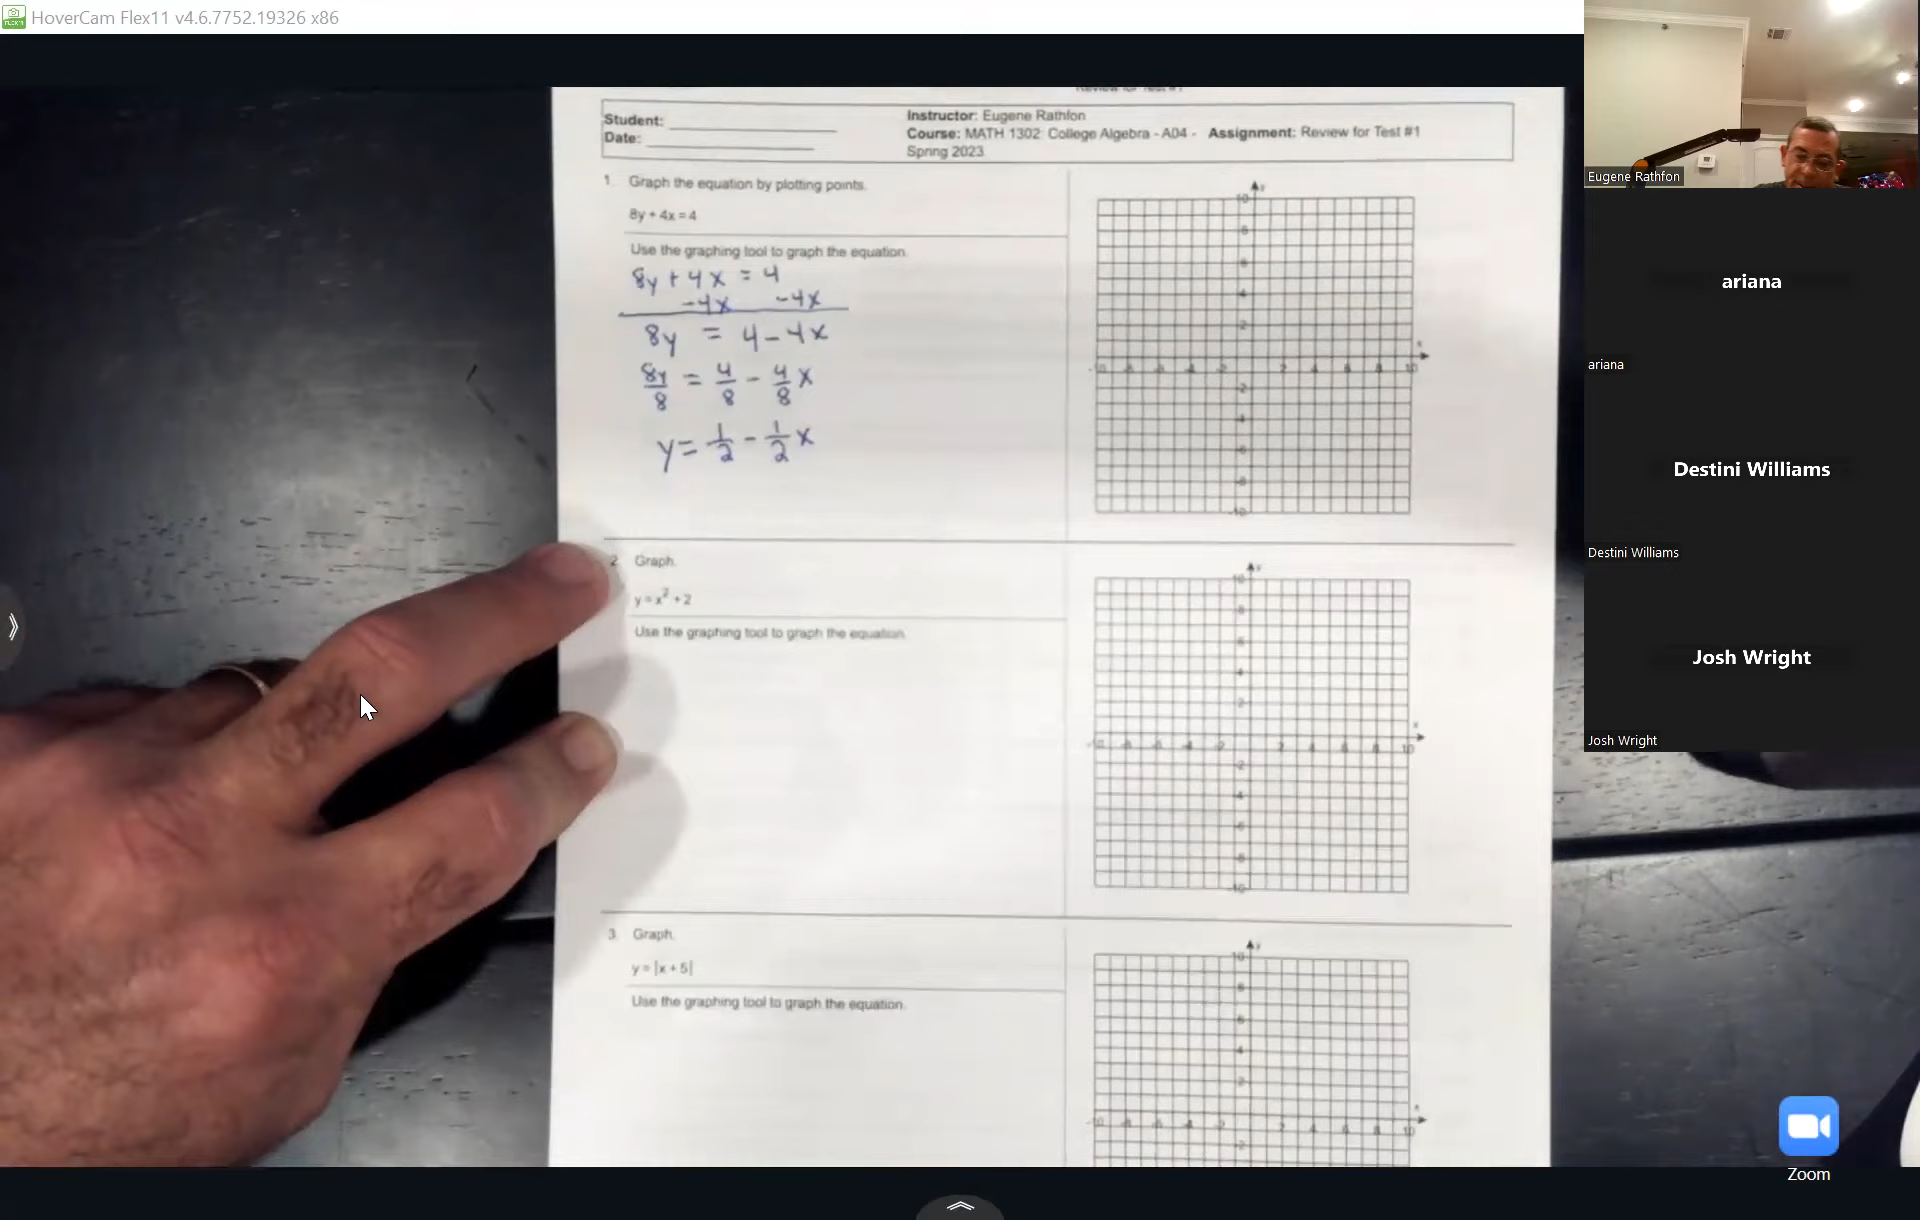 HoverCam Flex11 v4.6.7752.19326 x86
Student:
Date:
Instructor: Eugene Rathfon
Course: MATH 1302 College Algebra - A04 - Spring 2023
Assignment: Review for Test #1
1. Graph the equation by plotting points.
8y + 4x = 4
Use the graphing tool to graph the equation.
8y + 4x = 4
-4x -4x
8y = 4 - 4x
8y/8 = 4/8 - 4/8 x
y = 1/2 - 1/2 x
2. Graph.
y = x² + 2
Use the graphing tool to graph the equation.
3. Graph.
y = |x + 5|
Use the graphing tool to graph the equation.
Eugene Rathfon
ariana
ariana
Destini Williams
Destini Williams
Josh Wright
Josh Wright
Zoom